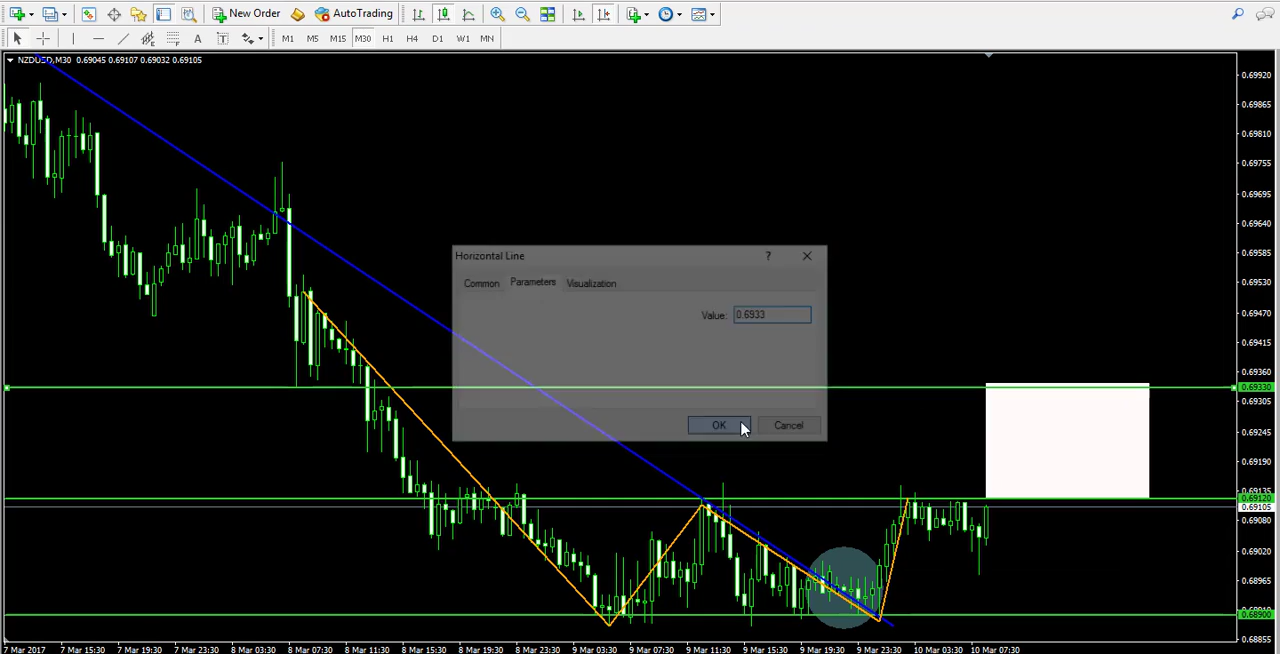 New Order AutoTrading
A T M1 M5 M15 M30 H1 H4 D1 W1 MN
NZDUSD,M30 0.69045 0.69107 0.69032 0.69105
0.69920
0.69865
0.69810
0.69755
0.69695
0.69640
0.69585
0.69530
0.69470
0.69415
0.69360
0.69330
0.69305
0.69245
0.69190
0.69135
0.69120
0.69105
0.69080
0.69020
0.68965
0.68900
0.68855
Horizontal Line ?
Common Parameters Visualization
Value: 0.6933
OK Cancel
7 Mar 2017 7 Mar 15:30 7 Mar 19:30 7 Mar 23:30 8 Mar 03:30 8 Mar 07:30 8 Mar 11:30 8 Mar 15:30 8 Mar 19:30 8 Mar 23:30 9 Mar 03:30 9 Mar 07:30 9 Mar 11:30 9 Mar 15:30 9 Mar 19:30 9 Mar 23:30 10 Mar 03:30 10 Mar 07:30